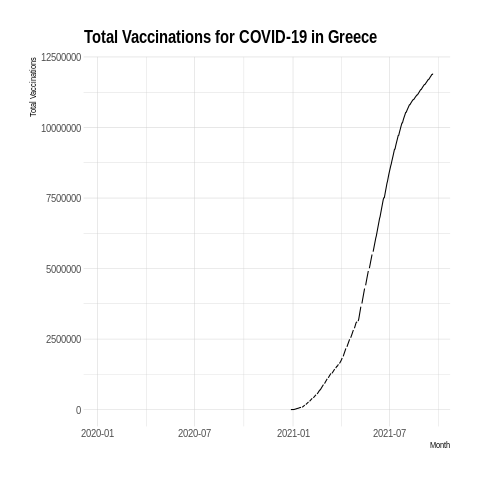 Total Vaccinations for COVID-19 in Greece
Total Vaccinations
12500000
10000000
7500000
5000000
2500000
0
2020-01 2020-07 2021-01 2021-07
Month